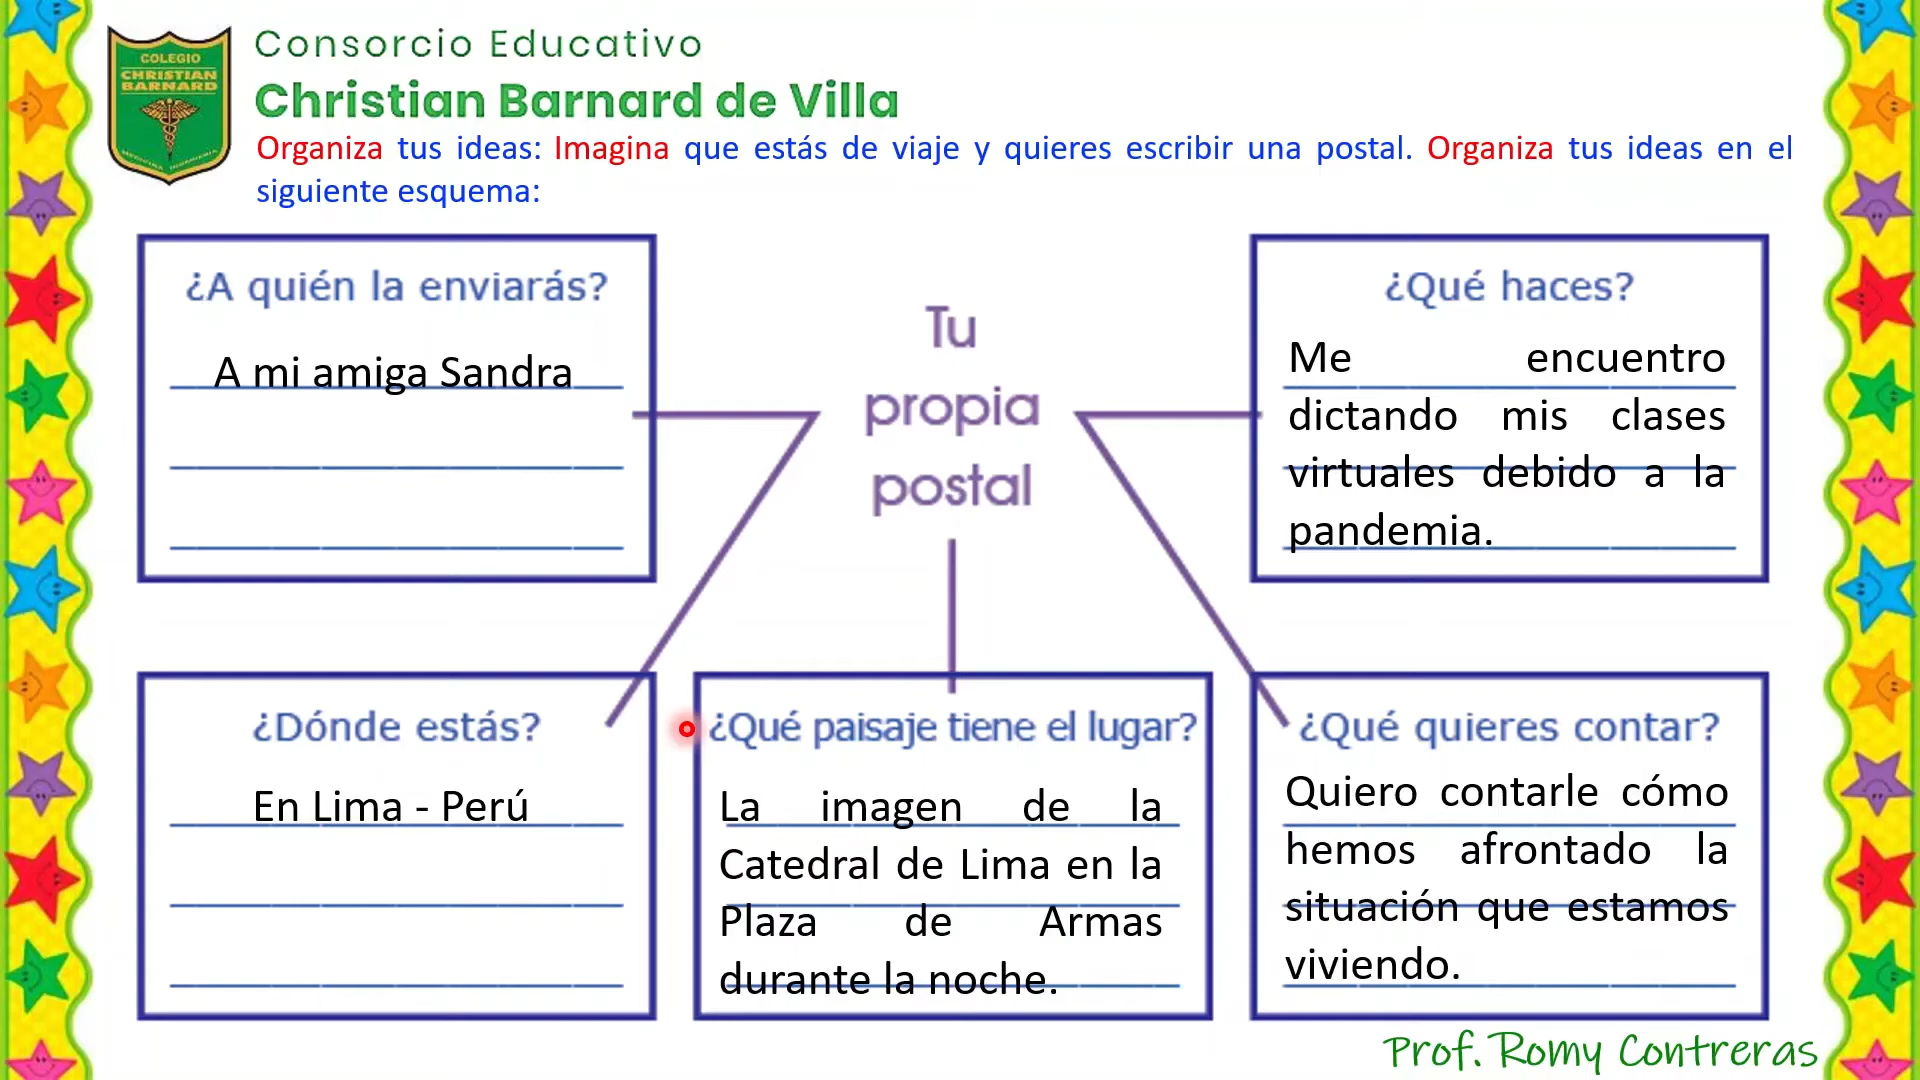 COLEGIO
CHRISTIAN
BARNARD
Consorcio Educativo
Christian Barnard de Villa
Organiza tus ideas: Imagina que estás de viaje y quieres escribir una postal. Organiza tus ideas en el
siguiente esquema:
¿A quién la enviarás?
A mi amiga Sandra
Tu
propia
postal
¿Qué haces?
Me encuentro
dictando mis clases
virtuales debido a la
pandemia.
¿Dónde estás?
En Lima - Perú
¿Qué paisaje tiene el lugar?
La imagen de la
Catedral de Lima en la
Plaza de Armas
durante la noche.
¿Qué quieres contar?
Quiero contarle cómo
hemos afrontado la
situación que estamos
viviendo.
Prof. Romy Contreras